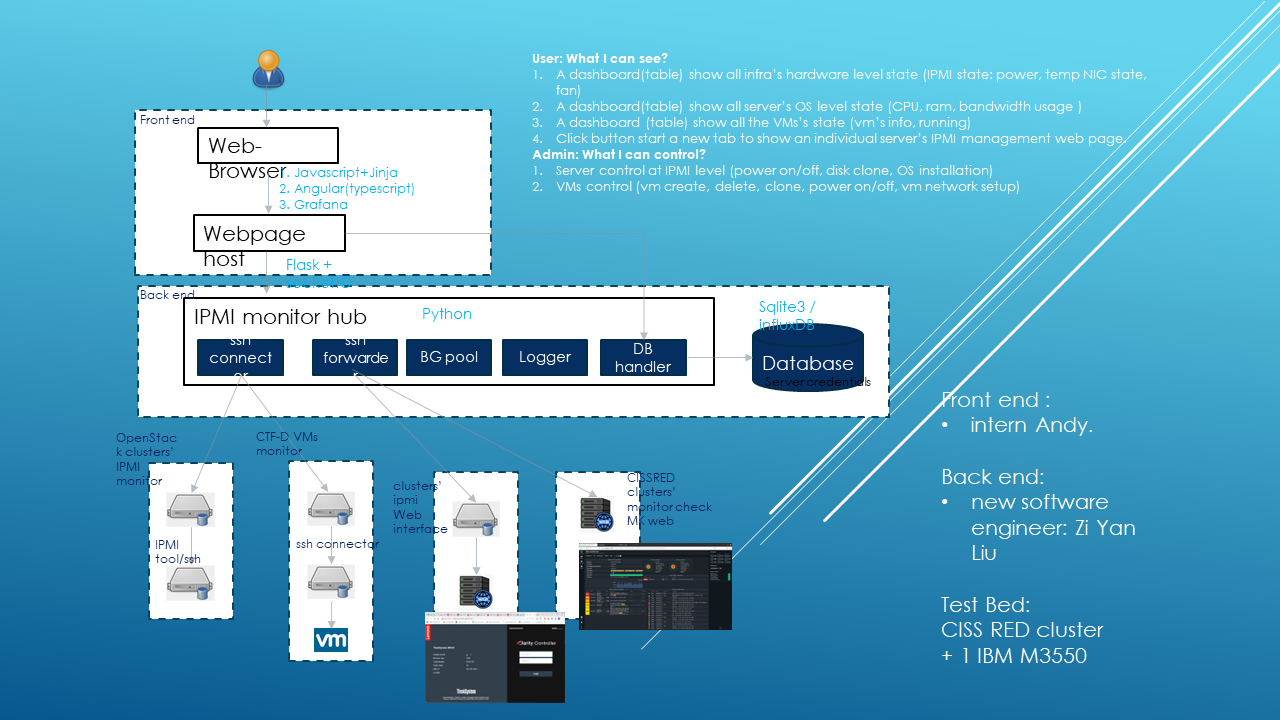 User: What I can see?
1. A dashboard(table) show all infra's hardware level state (IPMI state: power, temp NIC state,
fan)
2. A dashboard(table) show all server's OS level state (CPU, ram, bandwidth usage )
3. A dashboard (table) show all the VMs's state (vm's info, running)
4. Click button start a new tab to show an individual server's IPMI management web page.
Admin: What I can control?
1. Server control at IPMI level (power on/off, disk clone, OS installation)
2. VMs control (vm create, delete, clone, power on/off, vm network setup)
Front end
Web-
Browser
1. Javascript+Jinja
2. Angular(typescript)
3. Grafana
Webpage
host
Flask +
Back end
IPMI monitor hub
Python
ssh
connect
or
ssh
forwarde
r
BG pool
Logger
DB
handler
Sqlite3 /
influxDB
Database
Server credentials
OpenStac
k clusters'
IPMI
monitor
IPMI
tool/ssh
CTF-D VMs
monitor
ssh connector
vm
clusters'
ipmi
Web
interface
CISSRED
clusters'
monitor check
MK web
XClarity Controller
ThinkSystem
Front end :
• intern Andy.
Back end:
• new software
engineer: Zi Yan
Liu
Test Bed:
CISS RED cluster
+ 1 IBM M3550